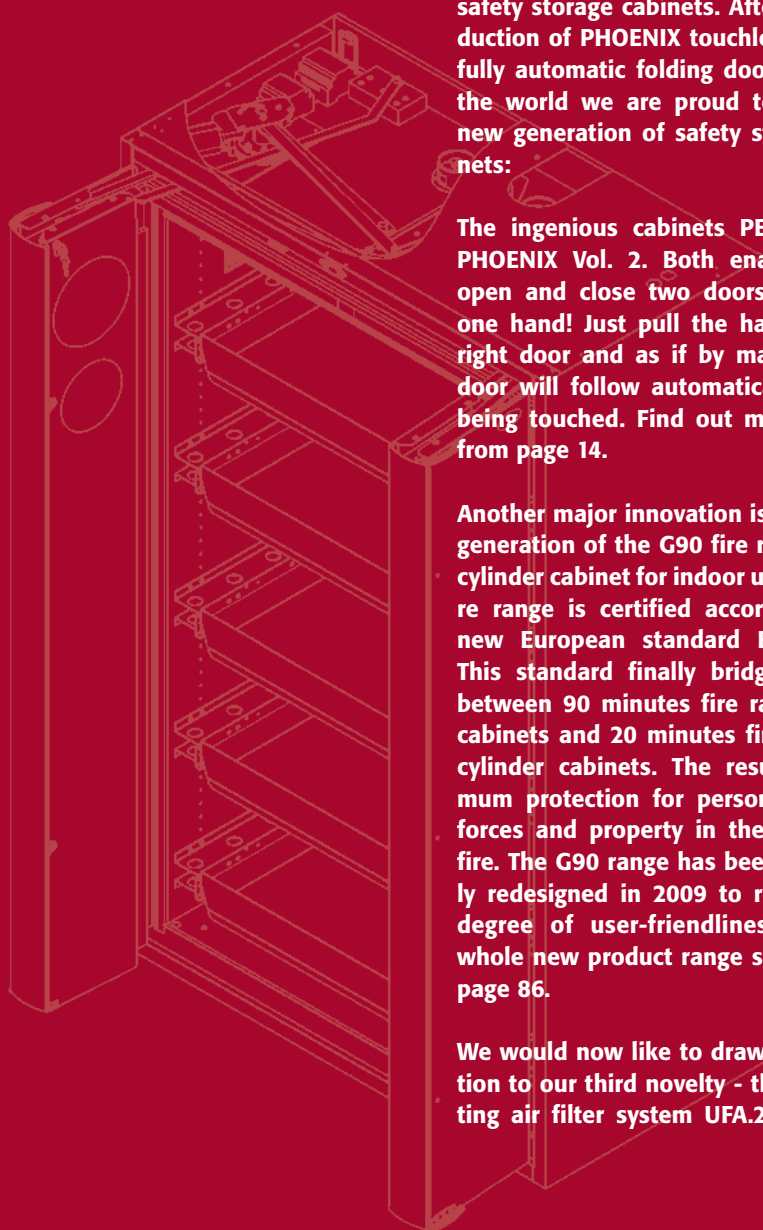 safety storage cabinets. Afte
duction of PHOENIX touchle
fully automatic folding doo
the world we are proud t
new generation of safety s
nets:
The ingenious cabinets PE
PHOENIX Vol. 2. Both ena
open and close two doors
one hand! Just pull the ha
right door and as if by ma
door will follow automatic
being touched. Find out m
from page 14.
Another major innovation is
generation of the G90 fire r
cylinder cabinet for indoor u
re range is certified accor
new European standard
This standard finally bridg
between 90 minutes fire ra
cabinets and 20 minutes fi
cylinder cabinets. The resu
mum protection for person
forces and property in the
fire. The G90 range has bee
ly redesigned in 2009 to r
degree of user-friendlines
whole new product range s
page 86.
We would now like to draw
tion to our third novelty - th
ting air filter system UFA.2